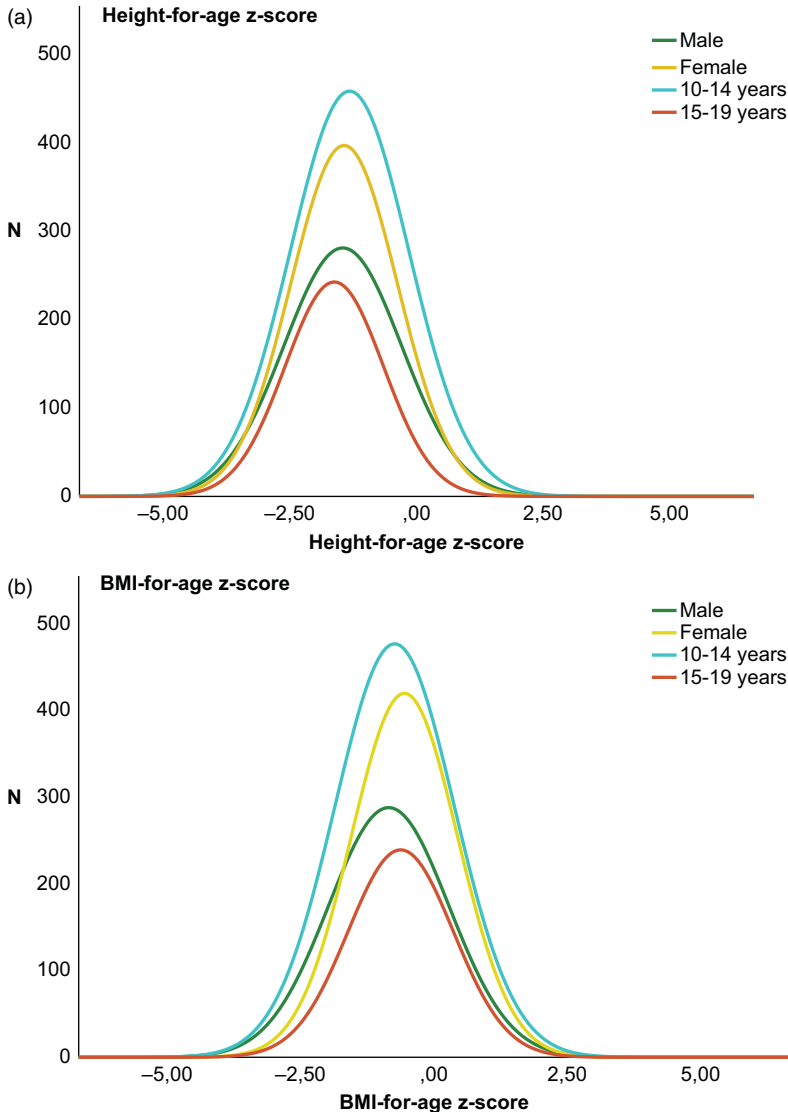 (a)
Height-for-age z-score
Male
Female
10-14 years
15-19 years
500
400
300
200
100
0
N
–5,00 –2,50 ,00 2,50 5,00
Height-for-age z-score
(b)
BMI-for-age z-score
Male
Female
10-14 years
15-19 years
500
400
300
200
100
0
N
–5,00 –2,50 ,00 2,50 5,00
BMI-for-age z-score